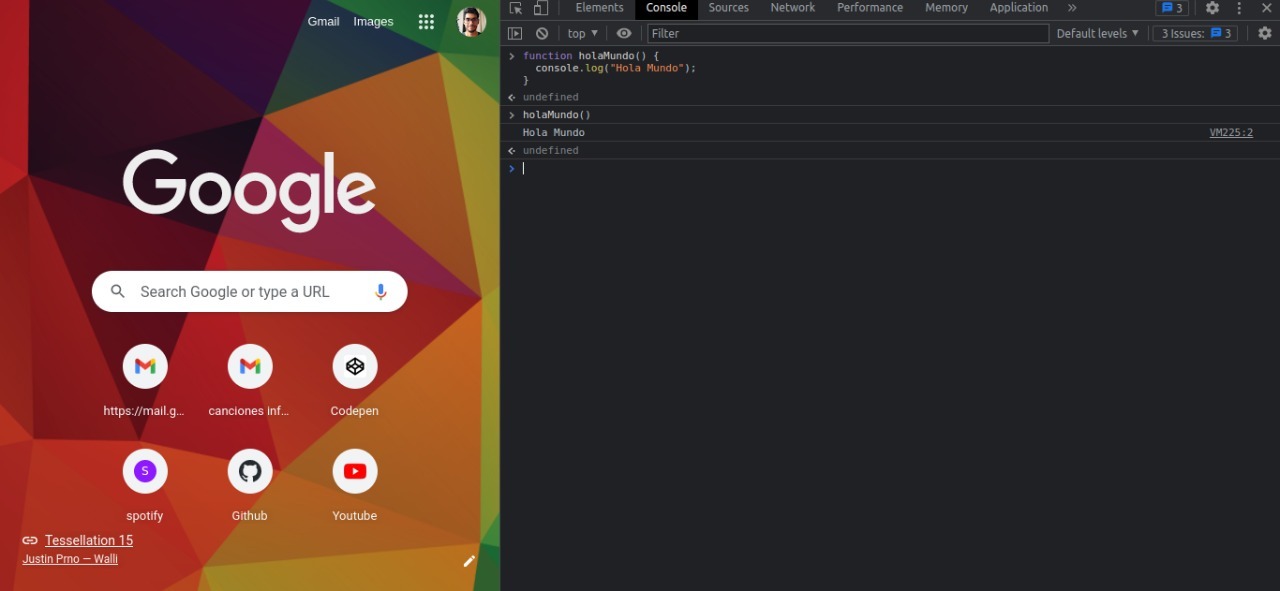 Gmail Images
Google
Search Google or type a URL
https://mail.g... canciones inf... Codepen
S
spotify Github Youtube
Tessellation 15
Justin Prno — Walli
Elements Console Sources Network Performance Memory Application » 3
top ▼ Filter Default levels ▼ 3 Issues: 3
> function holaMundo() {
console.log("Hola Mundo");
}
undefined
> holaMundo()
Hola Mundo VM225:2
undefined
>